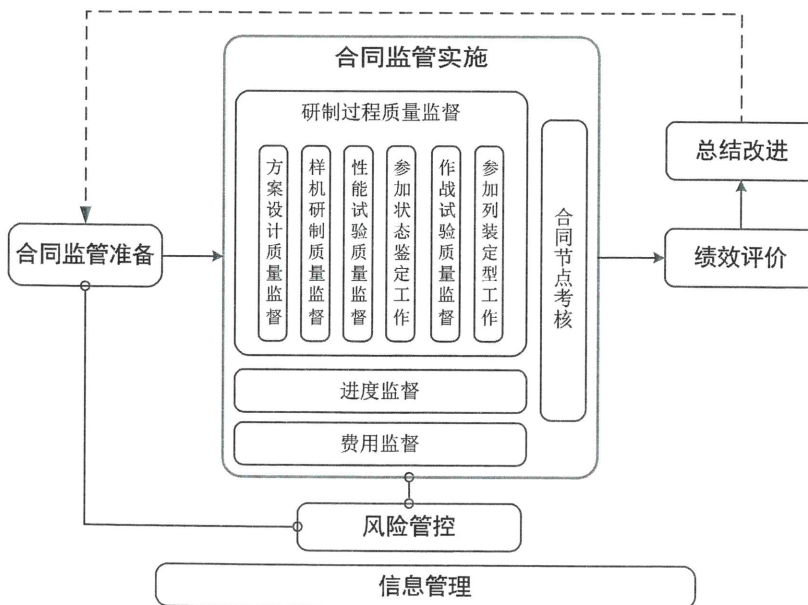 合同监管实施
研制过程质量监督
方案设计质量监督
样机研制质量监督
性能试验质量监督
参加状态鉴定工作
作战试验质量监督
参加列装定型工作
合同节点考核
进度监督
费用监督
合同监管准备
总结改进
绩效评价
风险管控
信息管理